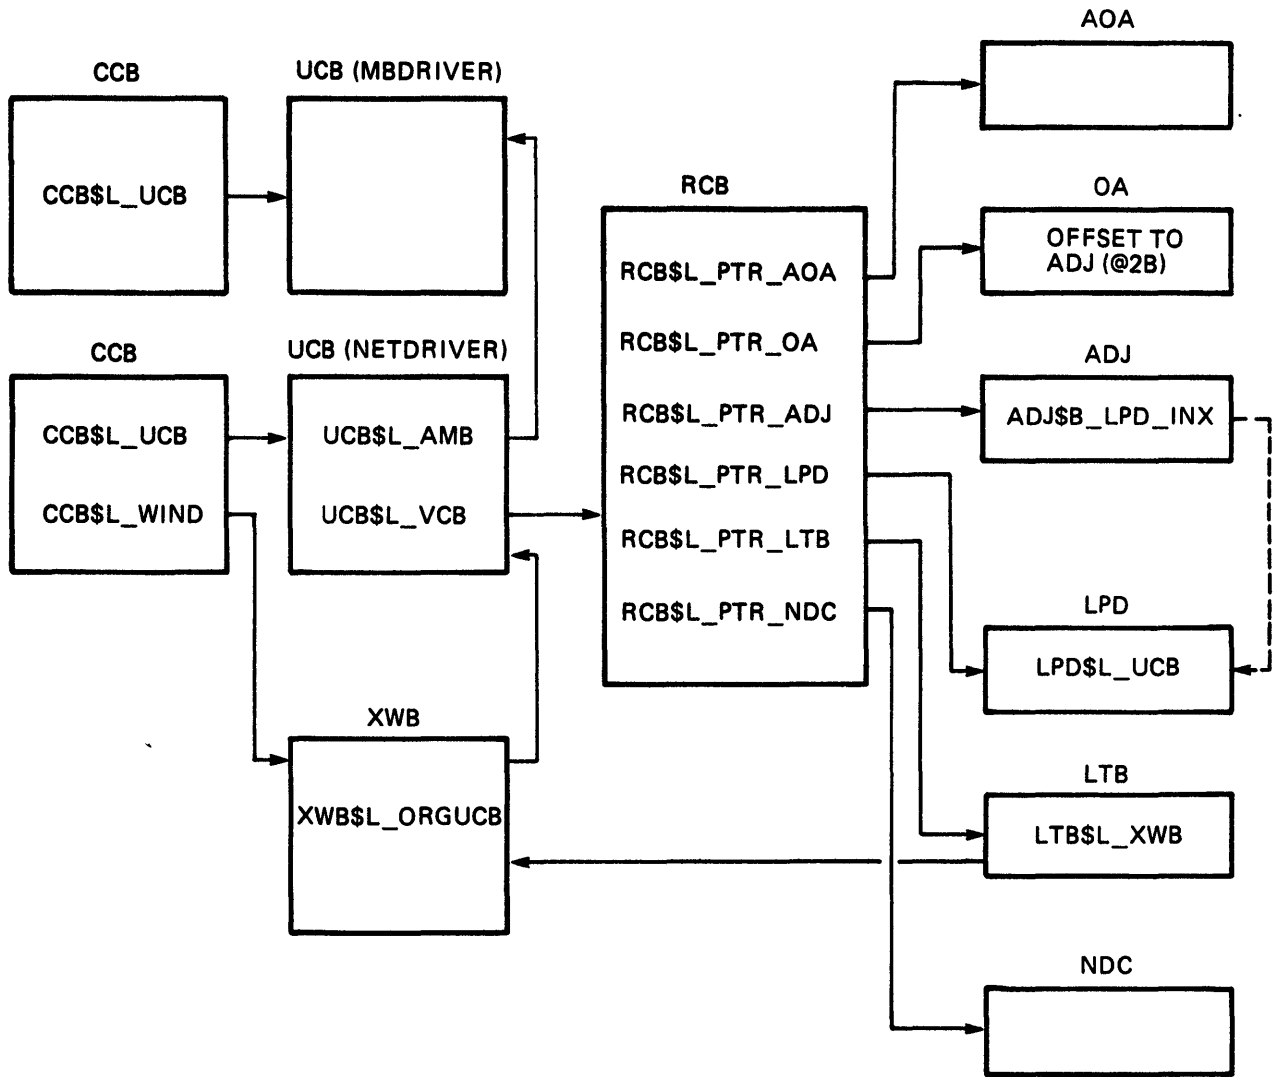 AOA
CCB
UCB (MBDRIVER)
CCB$L_UCB
RCB
OA
RCB$L_PTR_AOA
OFFSET TO
ADJ (@2B)
RCB$L_PTR_OA
CCB
UCB (NETDRIVER)
ADJ
CCB$L_UCB
UCB$L_AMB
RCB$L_PTR_ADJ
ADJ$B_LPD_INX
RCB$L_PTR_LPD
CCB$L_WIND
UCB$L_VCB
RCB$L_PTR_LTB
RCB$L_PTR_NDC
LPD
LPD$L_UCB
XWB
XWB$L_ORGUCB
LTB
LTB$L_XWB
NDC